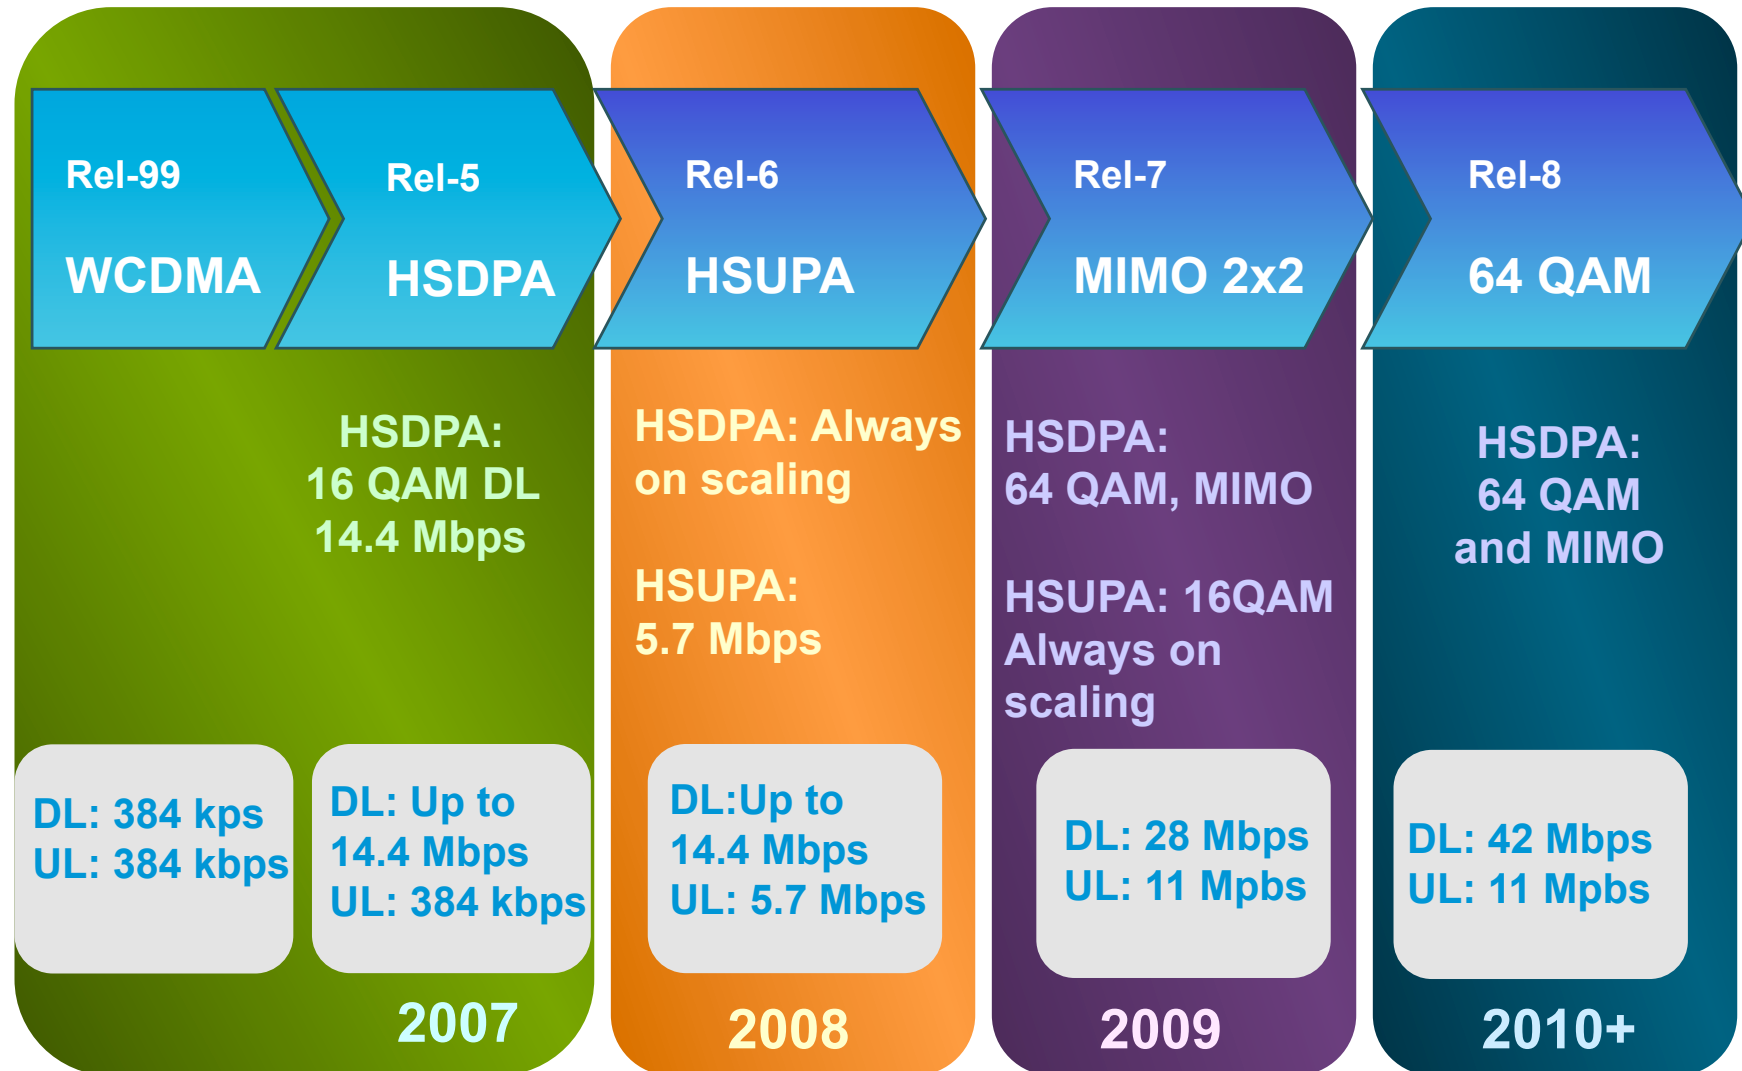 Rel-99
WCDMA
Rel-5
HSDPA
Rel-6
HSUPA
Rel-7
MIMO 2x2
Rel-8
64 QAM
HSDPA:
16 QAM DL
14.4 Mbps
HSDPA: Always
on scaling
HSUPA:
5.7 Mbps
HSDPA:
64 QAM, MIMO
HSUPA: 16QAM
Always on
scaling
HSDPA:
64 QAM
and MIMO
DL: 384 kps
UL: 384 kbps
DL: Up to
14.4 Mbps
UL: 384 kbps
DL:Up to
14.4 Mbps
UL: 5.7 Mbps
DL: 28 Mbps
UL: 11 Mpbs
DL: 42 Mbps
UL: 11 Mpbs
2007
2008
2009
2010+